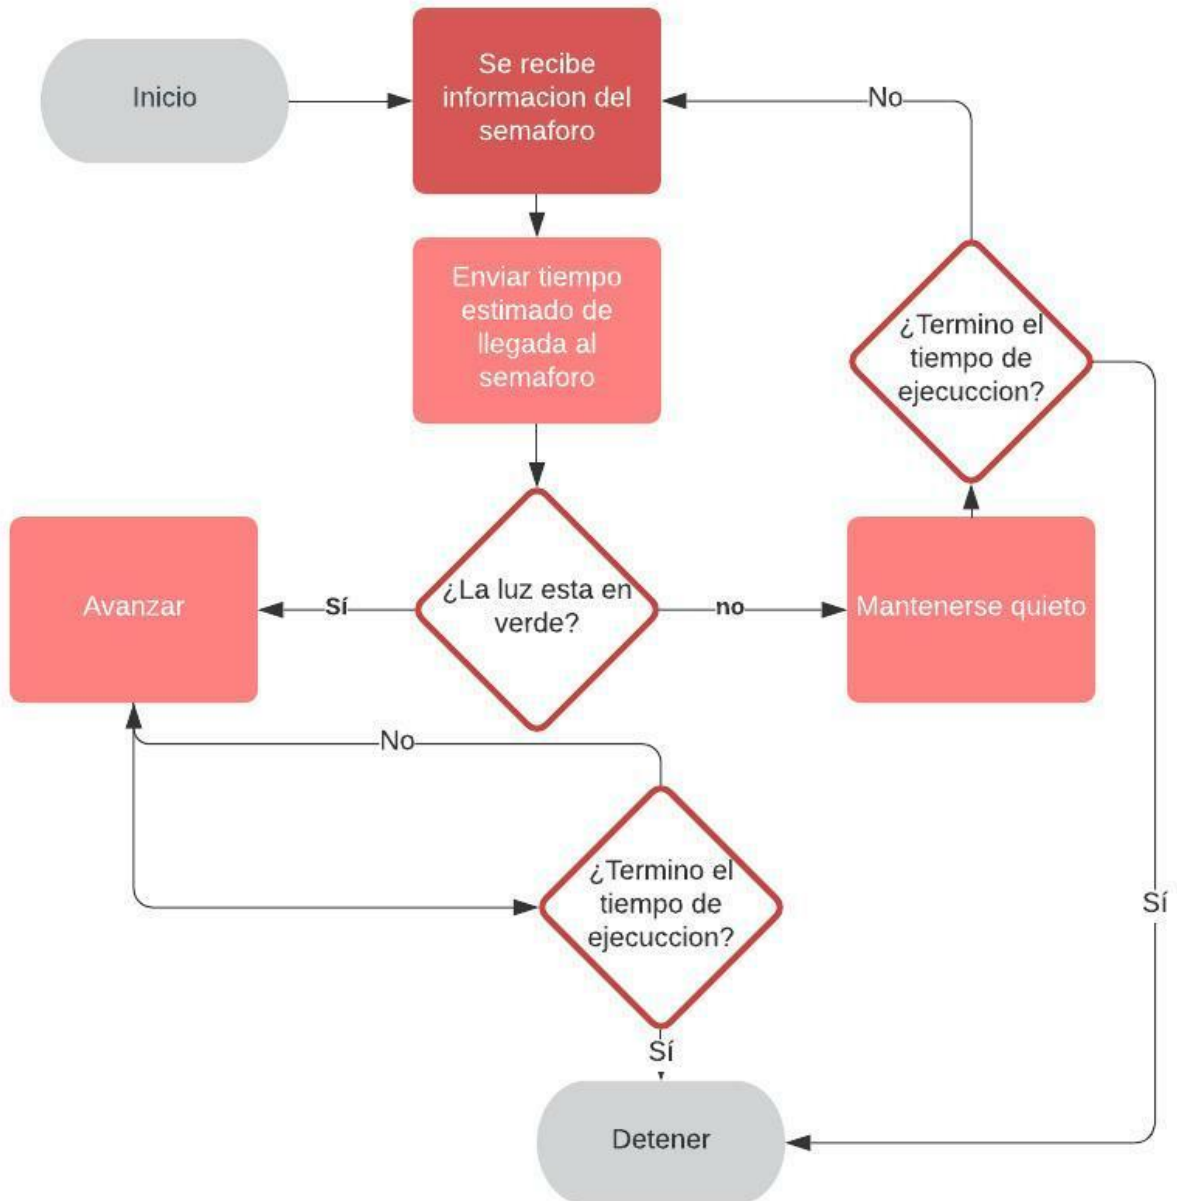 Inicio
Se recibe
informacion del
semaforo
No
Enviar tiempo
estimado de
llegada al
semaforo
¿Termino el
tiempo de
ejecuccion?
Avanzar
Sí
¿La luz esta en
verde?
no
Mantenerse quieto
No
¿Termino el
tiempo de
ejecuccion?
Sí
Sí
Detener